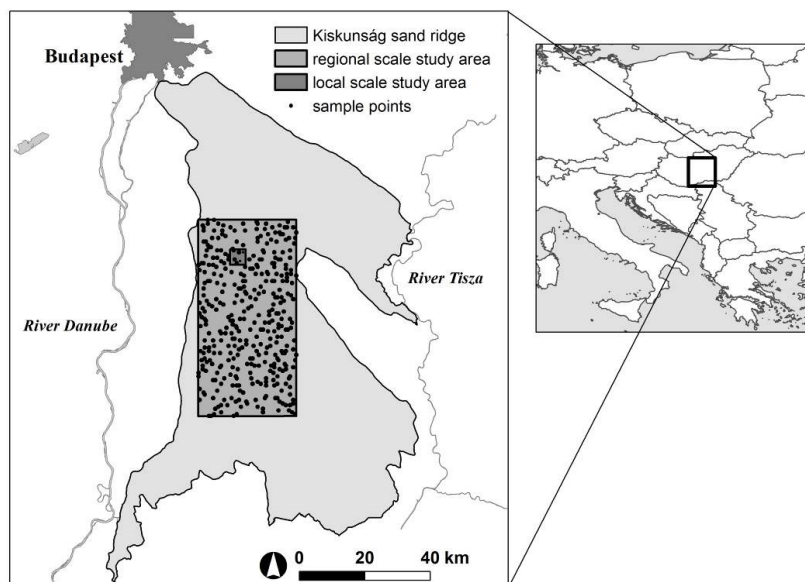 Budapest
Kiskunság sand ridge
regional scale study area
local scale study area
sample points
River Tisza
River Danube
0 20 40 km